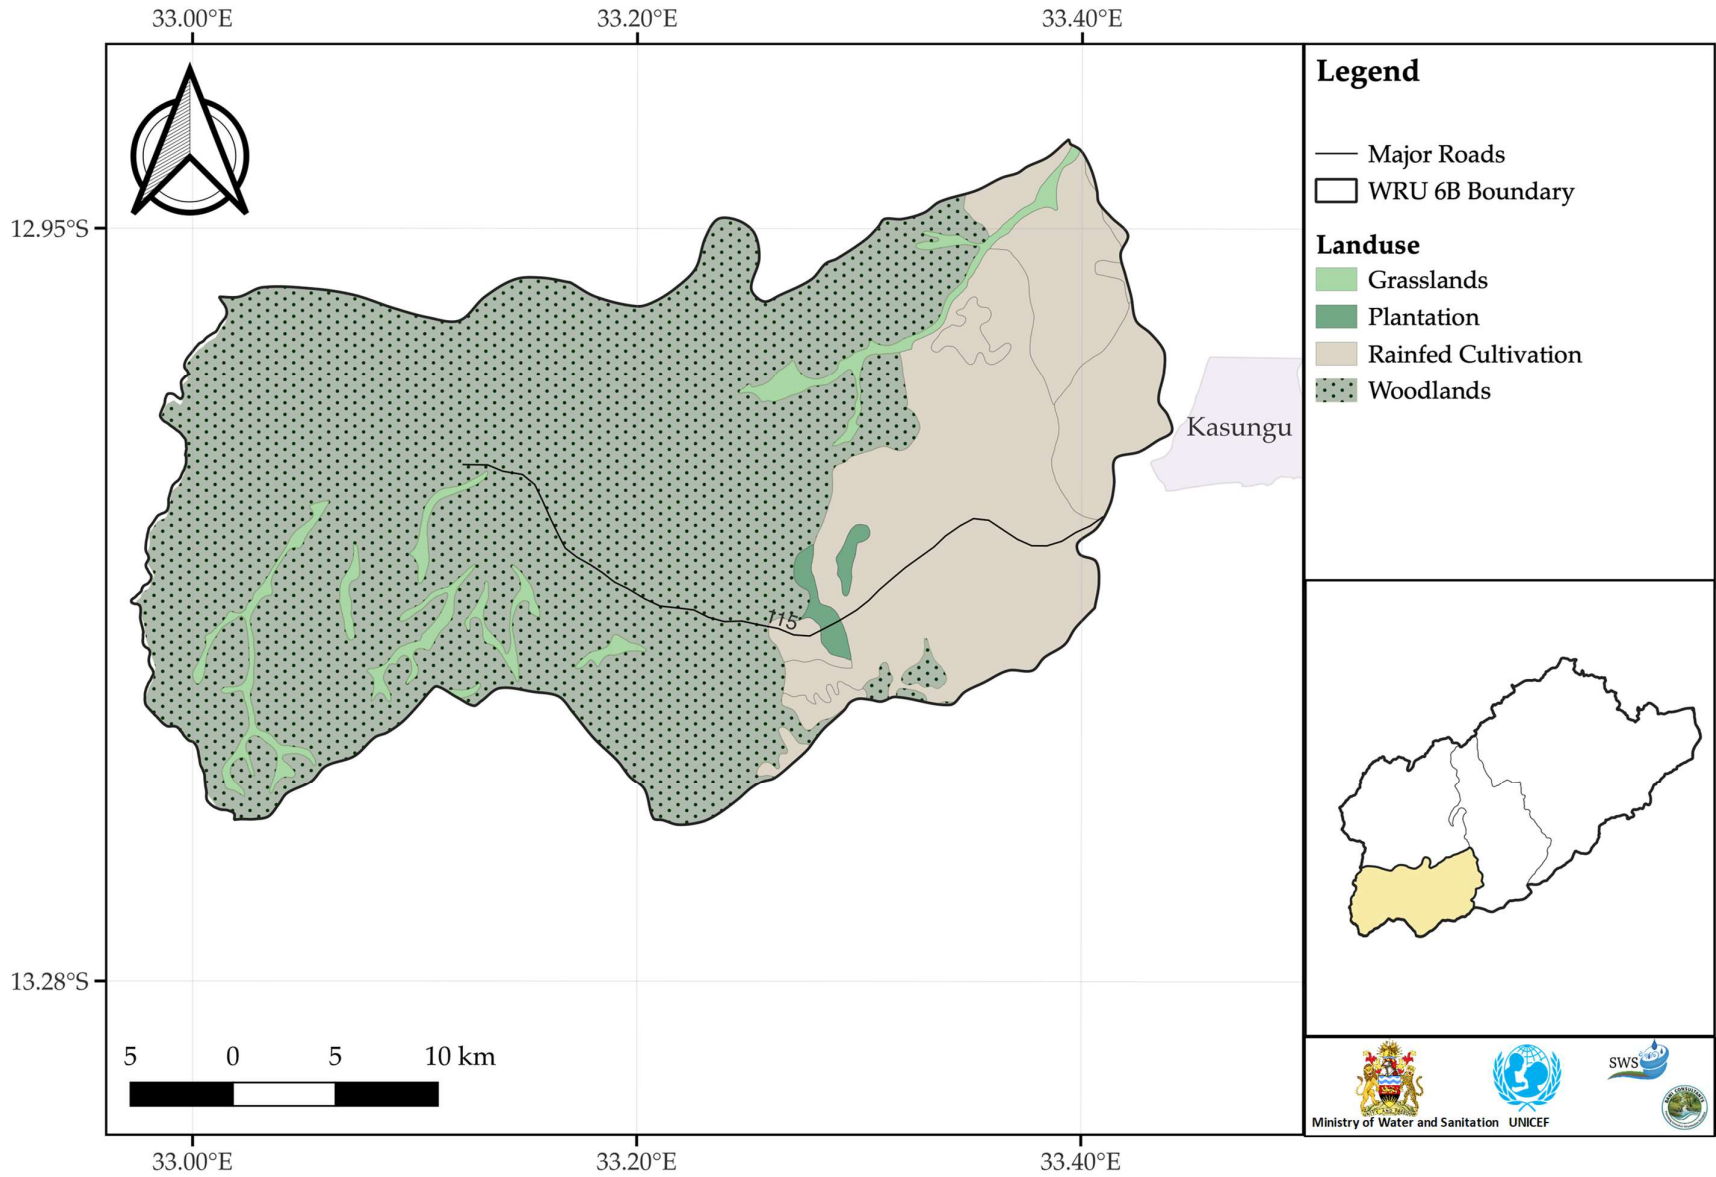 33.00°E 33.20°E 33.40°E
12.95°S
13.28°S
115
Kasungu
5 0 5 10 km
33.00°E 33.20°E 33.40°E
Legend
Major Roads
WRU 6B Boundary
Landuse
Grasslands
Plantation
Rainfed Cultivation
Woodlands
SWS
Ministry of Water and Sanitation UNICEF